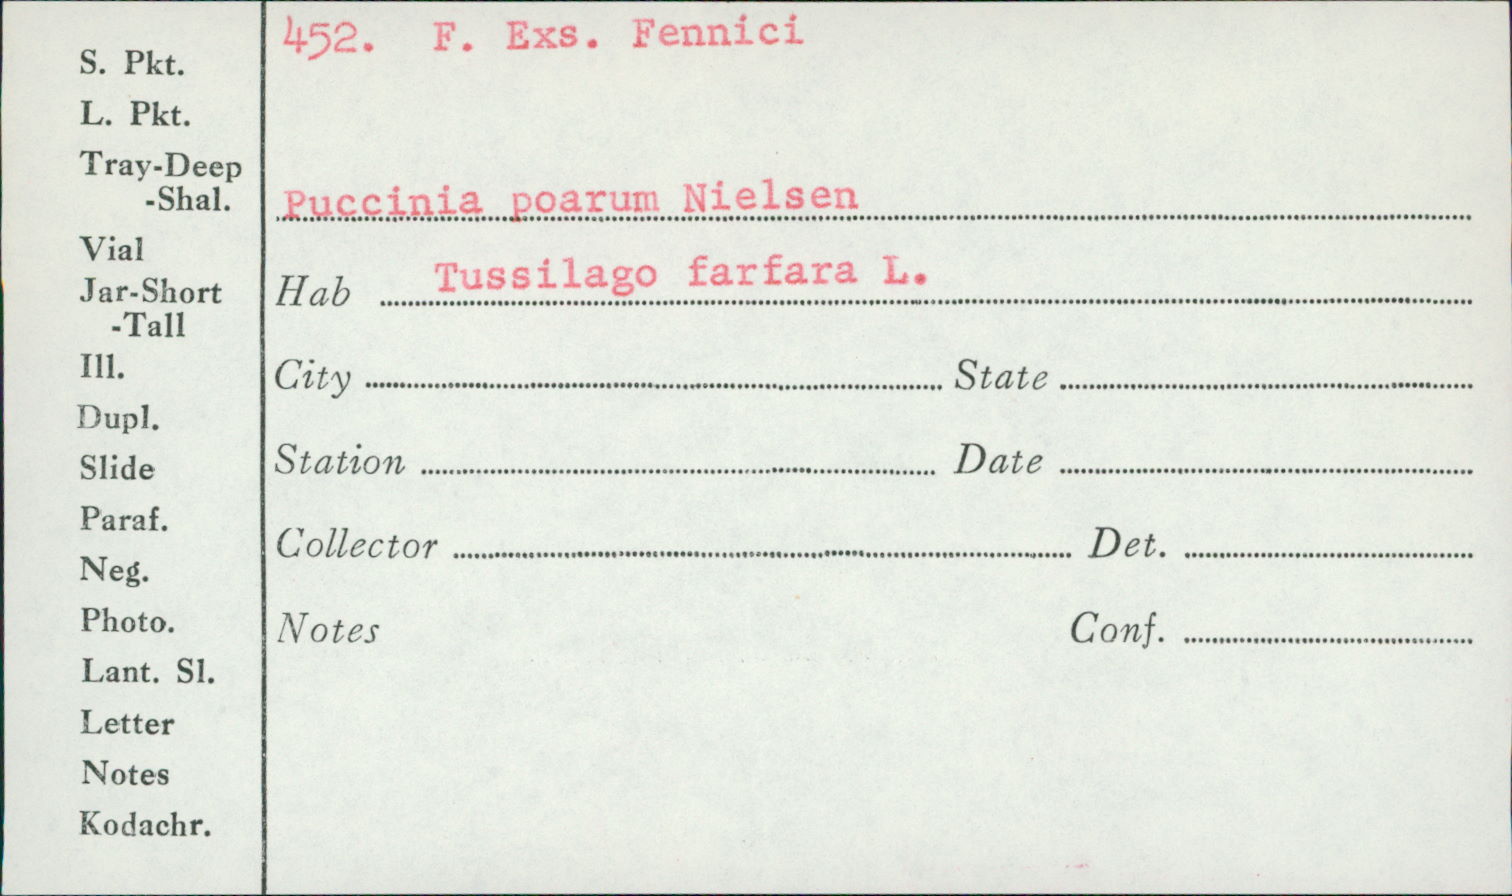 452. F. Exs. Fennici
S. Pkt.
L. Pkt.
Tray-Deep
-Shal.
Puccinia poarum Nielsen
Vial
Jar-Short
-Tall
Hab Tussilago farfara L.
Ill.
City State
Dupl.
Slide
Station Date
Paraf.
Collector Det.
Neg.
Photo.
Notes Conf.
Lant. Sl.
Letter
Notes
Kodachr.